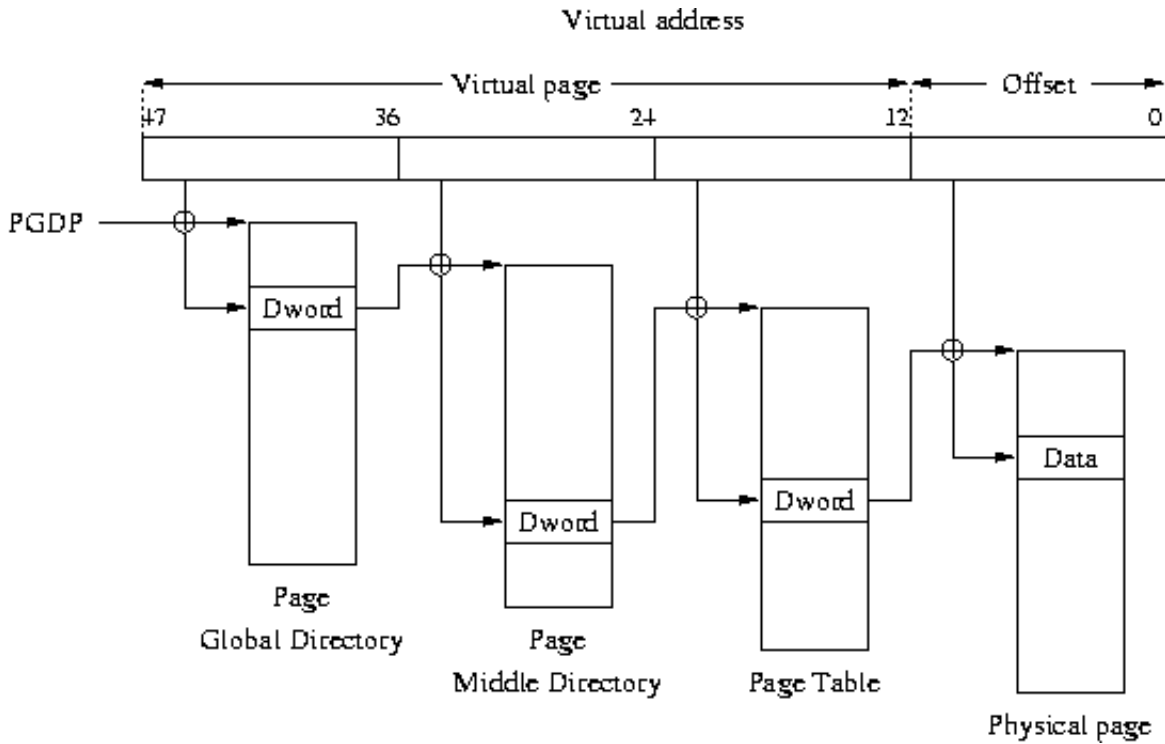 Virtual address
Virtual page
Offset
47
36
24
12
0
PGDP
Dword
Data
Dword
Dword
Page
Global Directory
Page
Middle Directory
Page Table
Physical page